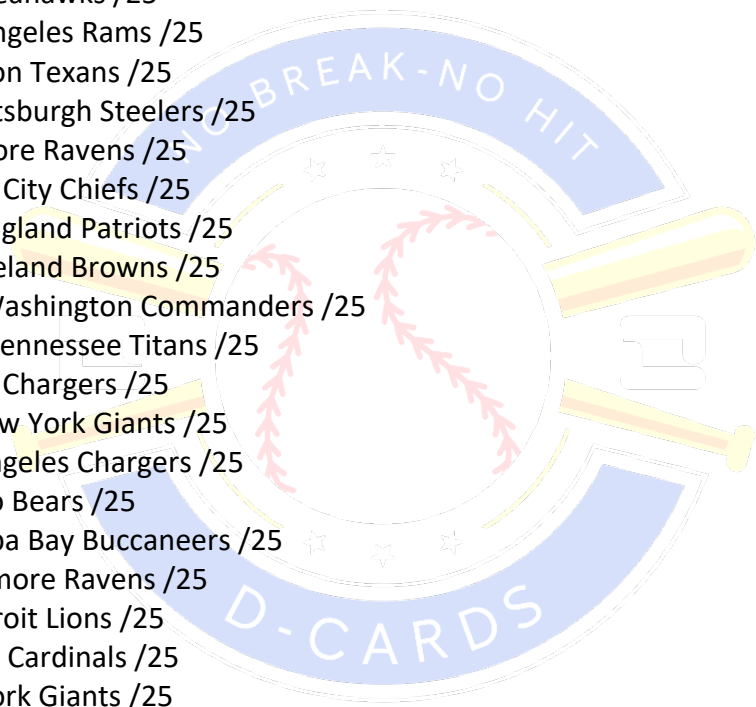 eahawks /25
ngeles Rams /25
on Texans /25
tsburgh Steelers /25
ore Ravens /25
City Chiefs /25
gland Patriots /25
eland Browns /25
Washington Commanders /25
ennessee Titans /25
Chargers /25
w York Giants /25
ngeles Chargers /25
o Bears /25
pa Bay Buccaneers /25
more Ravens /25
roit Lions /25
Cardinals /25
ork Giants /25
NO BREAK-NO HIT
D-CARDS